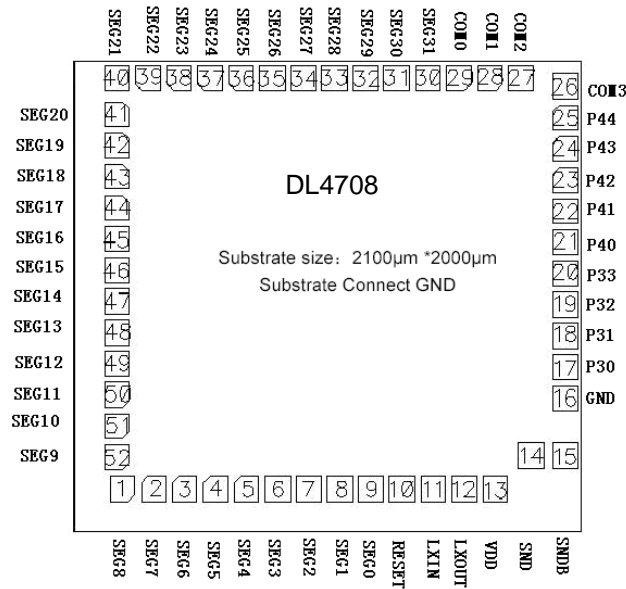 SEG21 SEG22 SEG23 SEG24 SEG25 SEG26 SEG27 SEG28 SEG29 SEG30 SEG31 COM0 COM1 COM2
40 39 38 37 36 35 34 33 32 31 30 29 28 27
26 COM3
SEG20 41
25 P44
SEG19 42
24 P43
SEG18 43
23 P42
DL4708
SEG17 44
22 P41
SEG16 45
21 P40
Substrate size: 2100μm *2000μm
SEG15 46
20 P33
Substrate Connect GND
SEG14 47
19 P32
SEG13 48
18 P31
SEG12 49
17 P30
SEG11 50
16 GND
SEG10 51
SEG9 52
14 15
1 2 3 4 5 6 7 8 9 10 11 12 13
SEG8 SEG7 SEG6 SEG5 SEG4 SEG3 SEG2 SEG1 SEG0 RESET LXIN LXOUT VDD SND SNDB